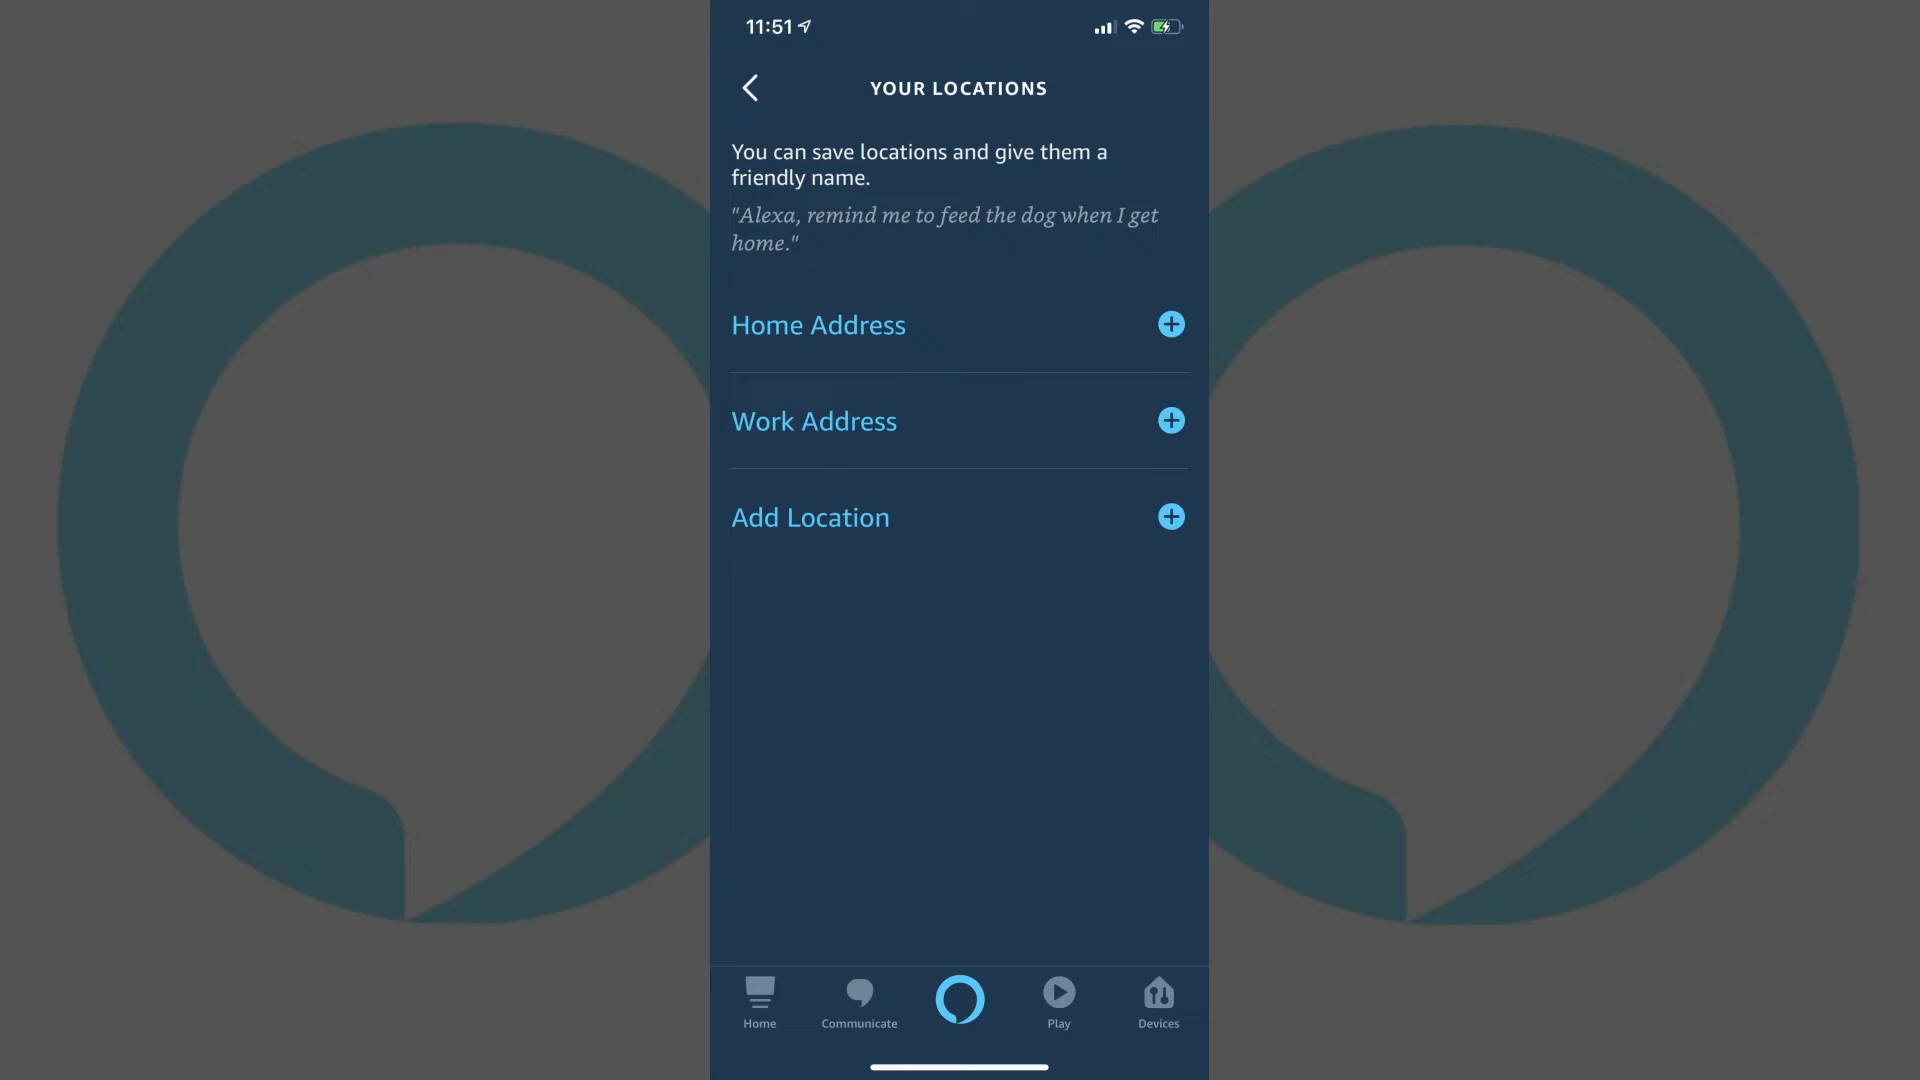 11:51
YOUR LOCATIONS
You can save locations and give them a
friendly name.
"Alexa, remind me to feed the dog when I get
home."
Home Address
Work Address
Add Location
Home
Communicate
Play
Devices